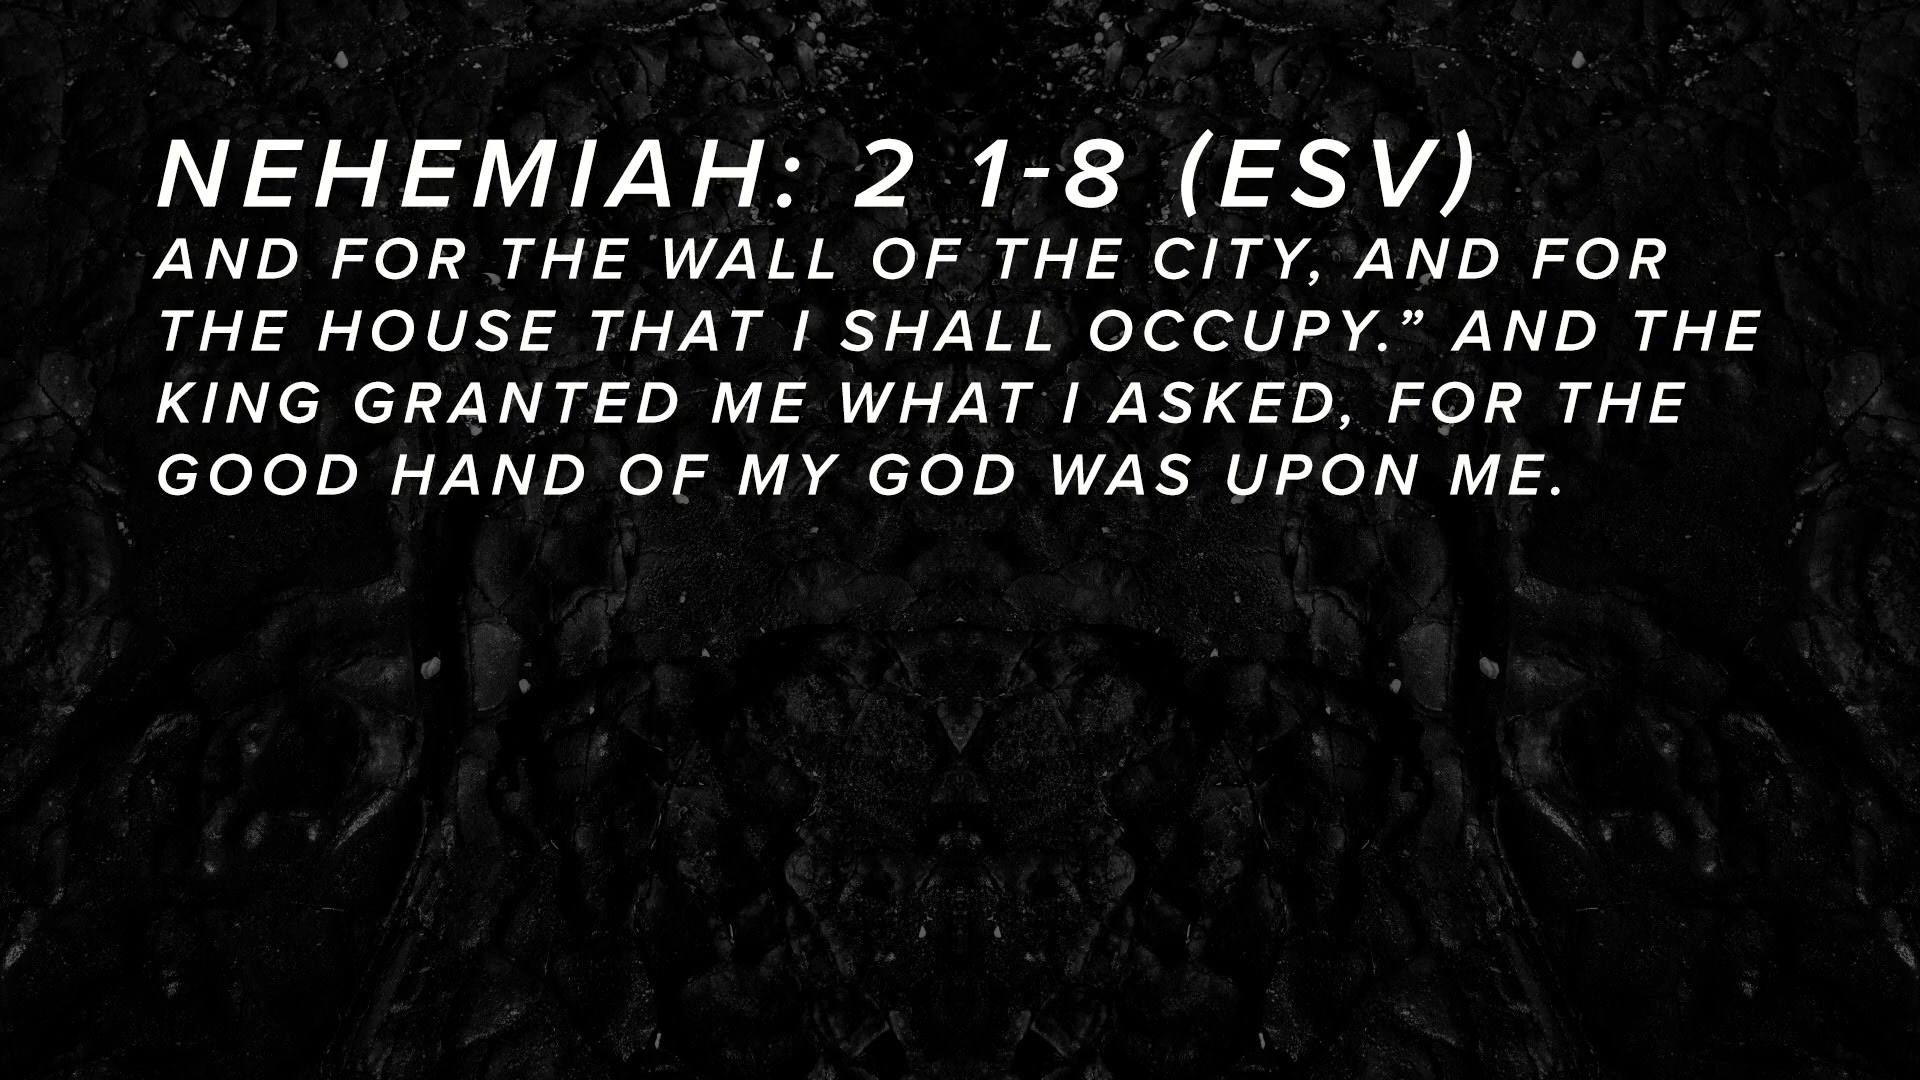 NEHEMIAH: 2 1-8 (ESV)
AND FOR THE WALL OF THE CITY, AND FOR
THE HOUSE THAT I SHALL OCCUPY.” AND THE
KING GRANTED ME WHAT I ASKED, FOR THE
GOOD HAND OF MY GOD WAS UPON ME.